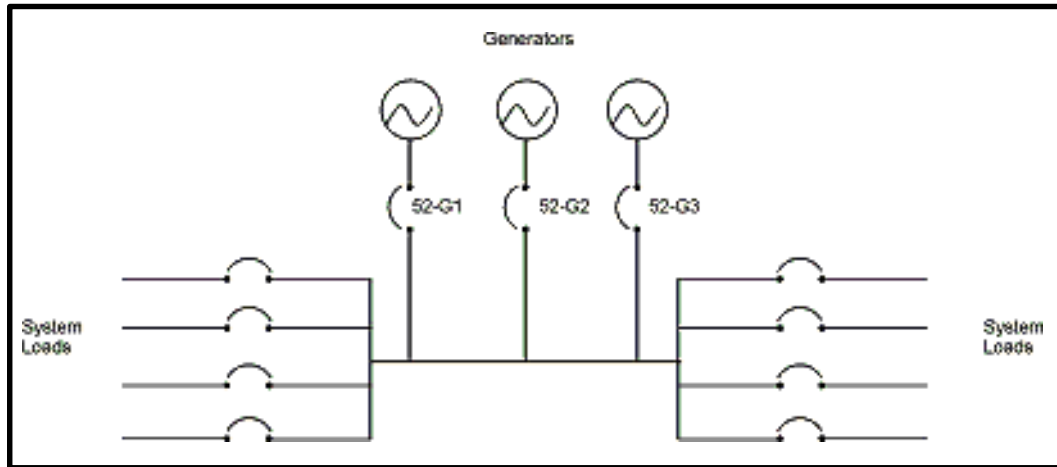 Generators
52-G1
52-G2
52-G3
System
Loads
System
Loads